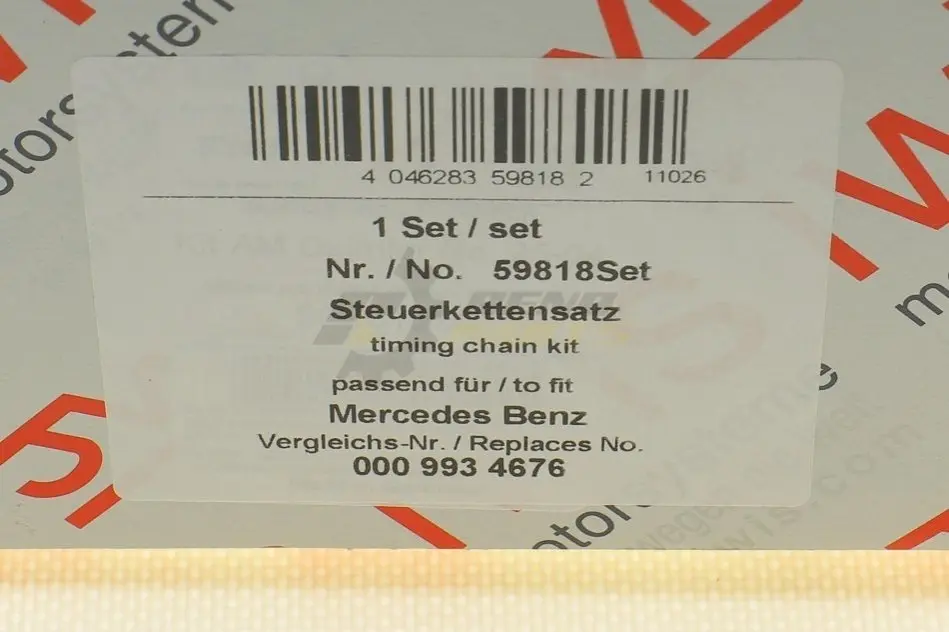 motorsysteme
4 046283 59818 2 11026
1 Set / set
Nr. / No. 59818Set
Steuerkettensatz
timing chain kit
passend für / to fit
Mercedes Benz
Vergleichs-Nr. / Replaces No.
000 993 4676